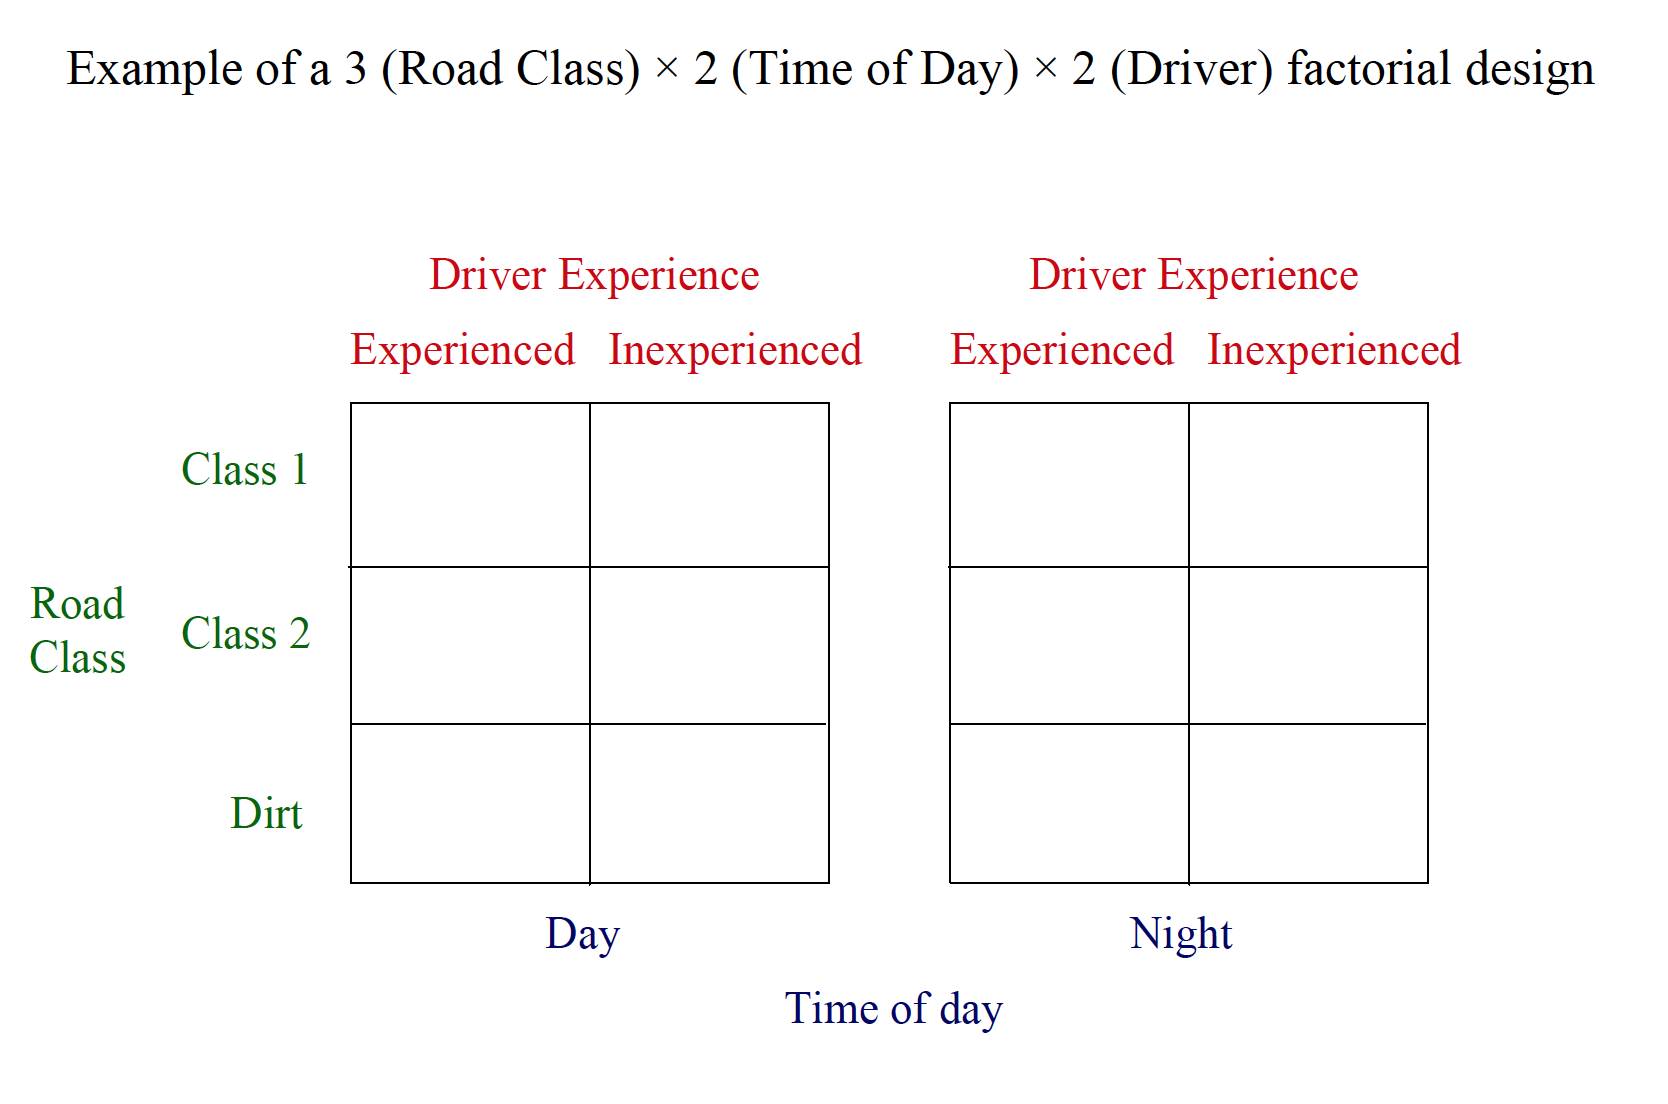 Example of a 3 (Road Class) × 2 (Time of Day) × 2 (Driver) factorial design
Driver Experience
Driver Experience
Experienced Inexperienced
Experienced Inexperienced
Class 1
Road
Class
Class 2
Dirt
Day
Night
Time of day